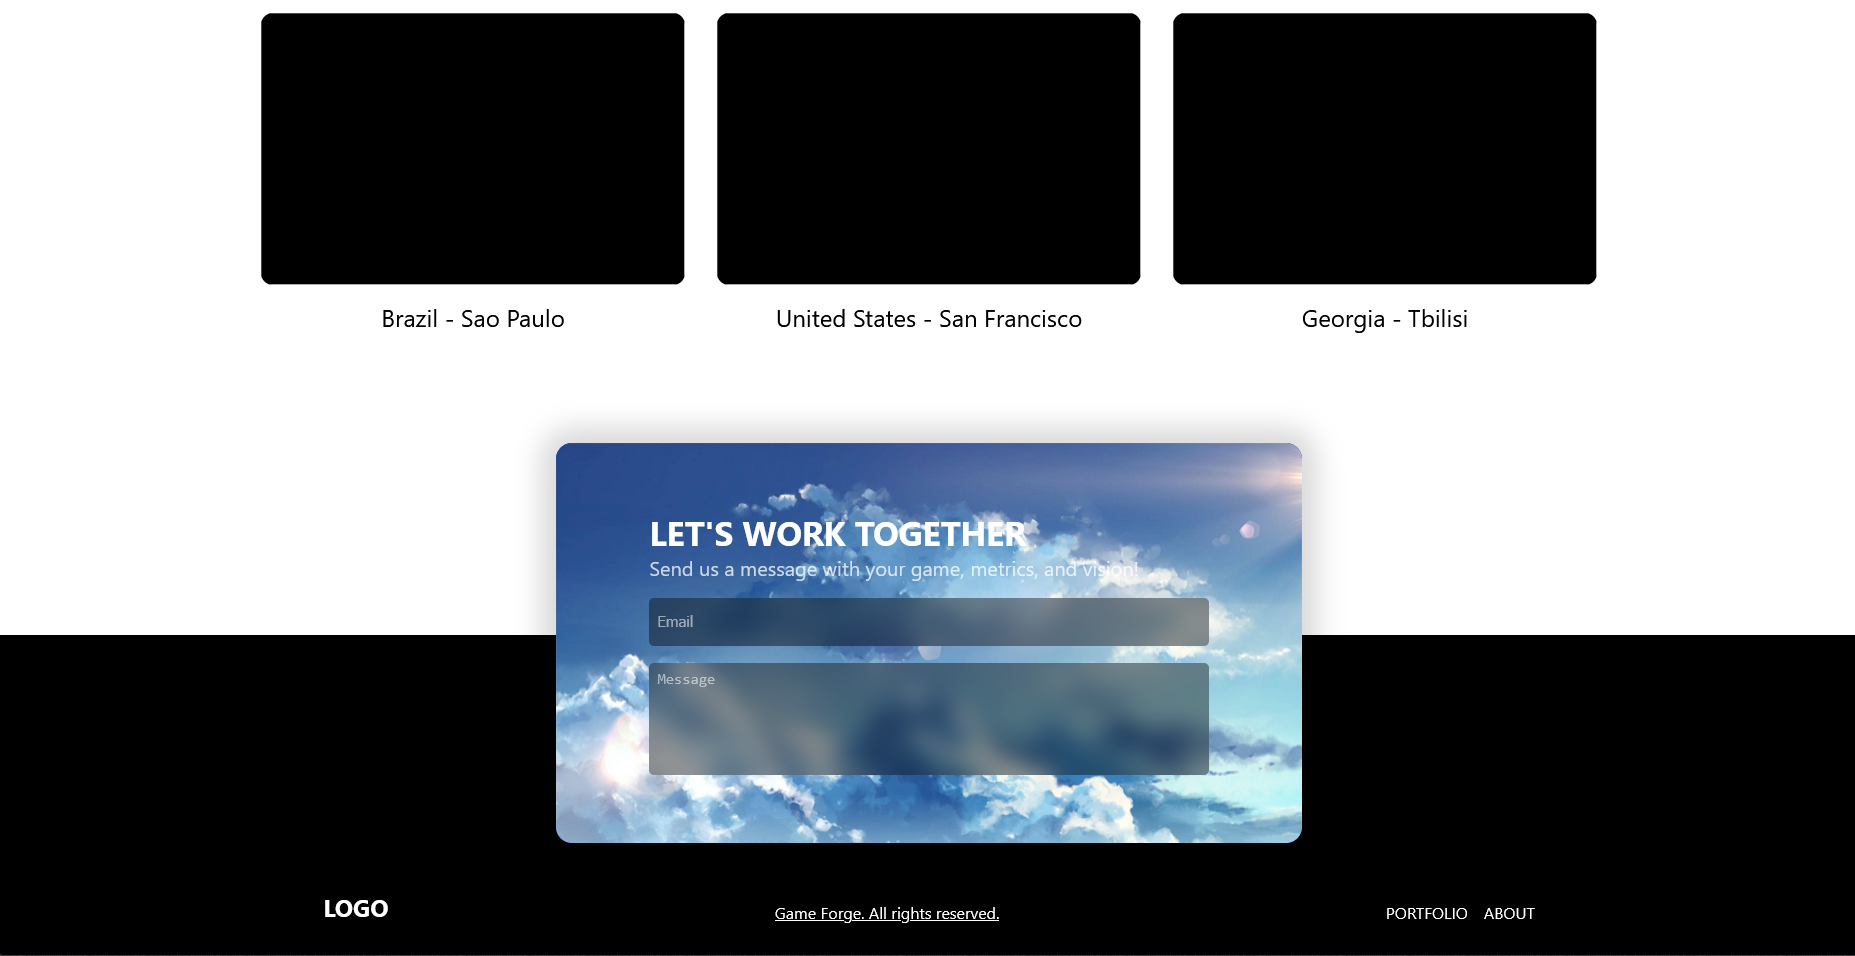 Brazil - Sao Paulo
United States - San Francisco
Georgia - Tbilisi
LET'S WORK TOGETHER
Send us a message with your game, metrics, and vision!
Email
Message
LOGO
Game Forge. All rights reserved.
PORTFOLIO ABOUT